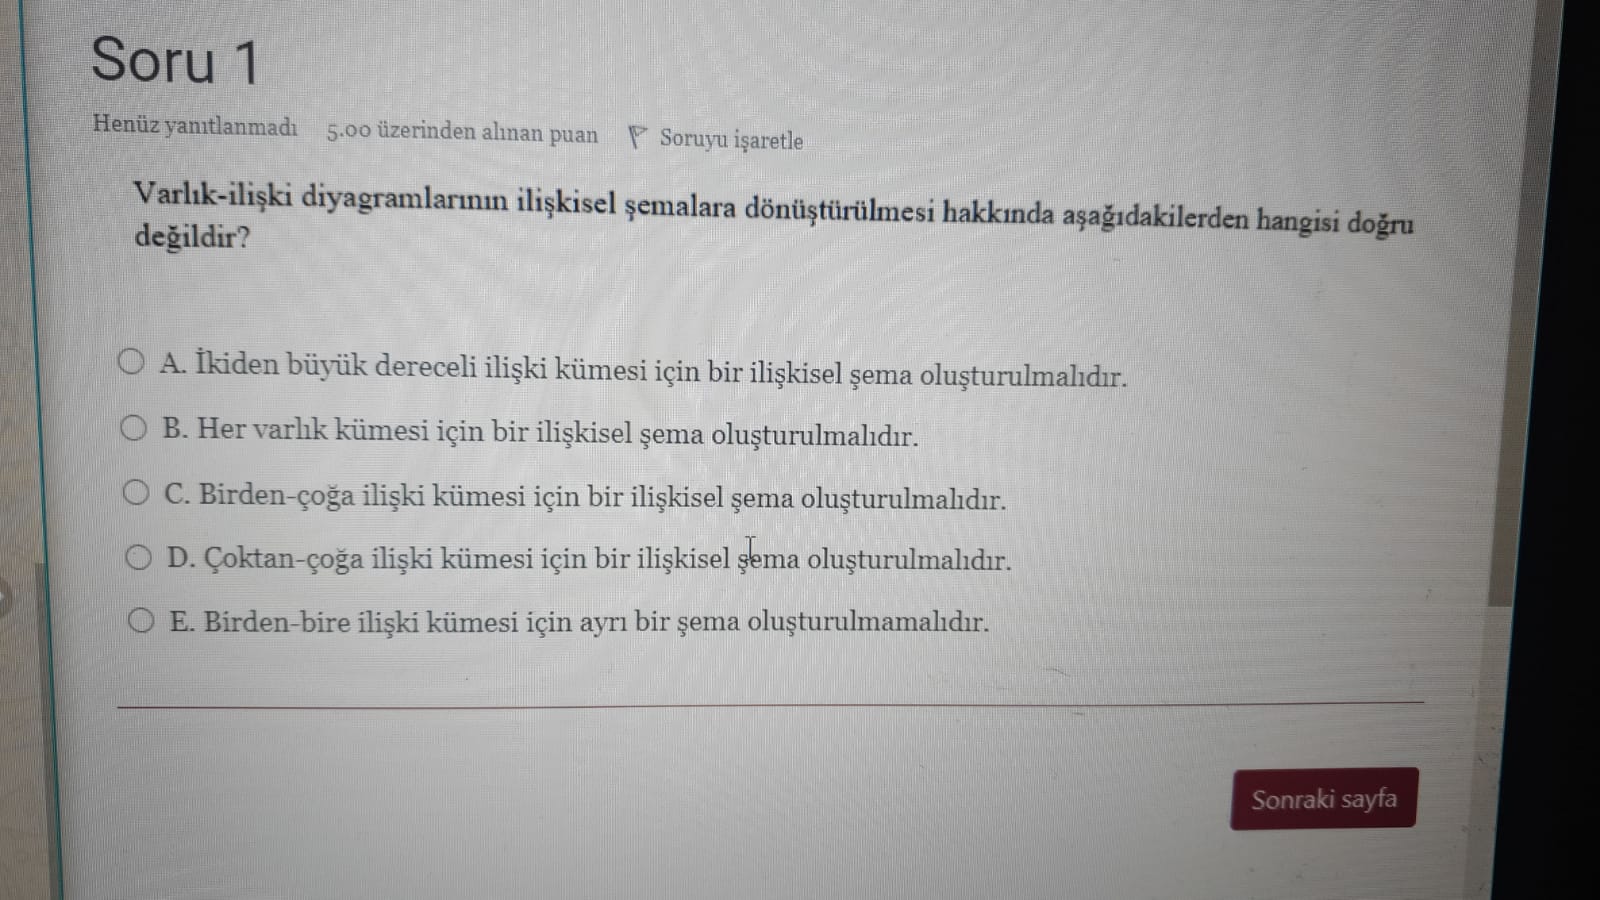 Soru 1
Henüz yanıtlanmadı 5.00 üzerinden alınan puan Soruyu işaretle
Varlık-ilişki diyagramlarının ilişkisel şemalara dönüştürülmesi hakkında aşağıdakilerden hangisi doğru
değildir?
A. İkiden büyük dereceli ilişki kümesi için bir ilişkisel şema oluşturulmalıdır.
B. Her varlık kümesi için bir ilişkisel şema oluşturulmalıdır.
C. Birden-çoğa ilişki kümesi için bir ilişkisel şema oluşturulmalıdır.
D. Çoktan-çoğa ilişki kümesi için bir ilişkisel şema oluşturulmalıdır.
E. Birden-bire ilişki kümesi için ayrı bir şema oluşturulmamalıdır.
Sonraki sayfa